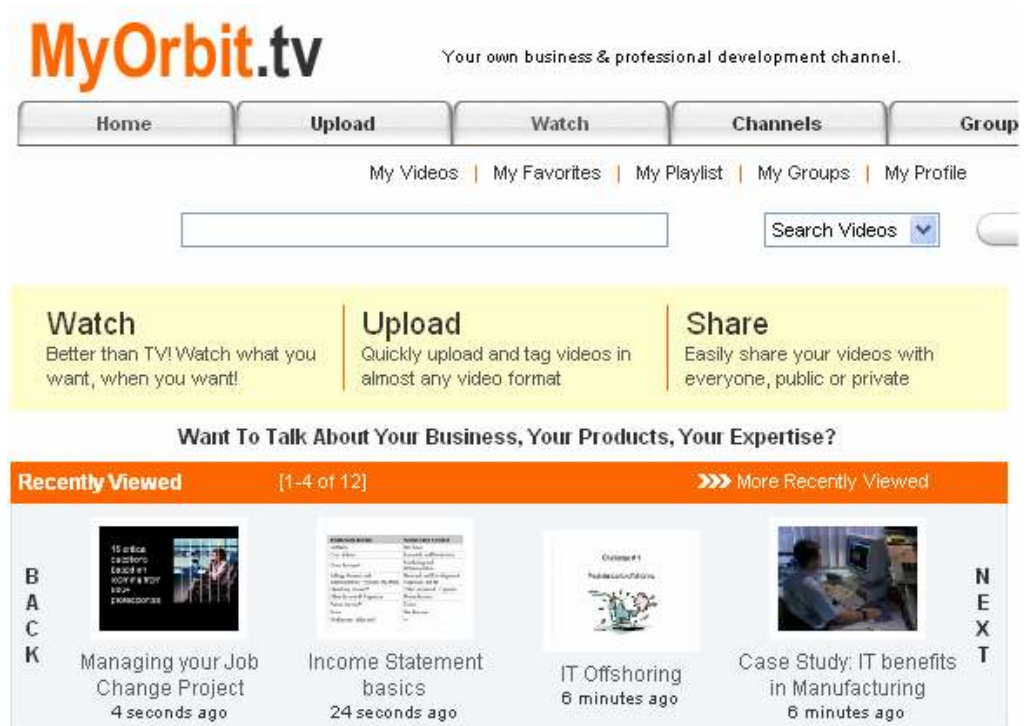 MyOrbit.tv
Your own business & professional development channel.
Home Upload Watch Channels Group
My Videos | My Favorites | My Playlist | My Groups | My Profile
Search Videos
Watch
Better than TV! Watch what you
want, when you want!
Upload
Quickly upload and tag videos in
almost any video format
Share
Easily share your videos with
everyone, public or private
Want To Talk About Your Business, Your Products, Your Expertise?
Recently Viewed [1-4 of 12] >>> More Recently Viewed
BACK
Challenge # 1
Managing your Job
Change Project
4 seconds ago
Income Statement
basics
24 seconds ago
IT Offshoring
6 minutes ago
Case Study: IT benefits
in Manufacturing
6 minutes ago
NEXT